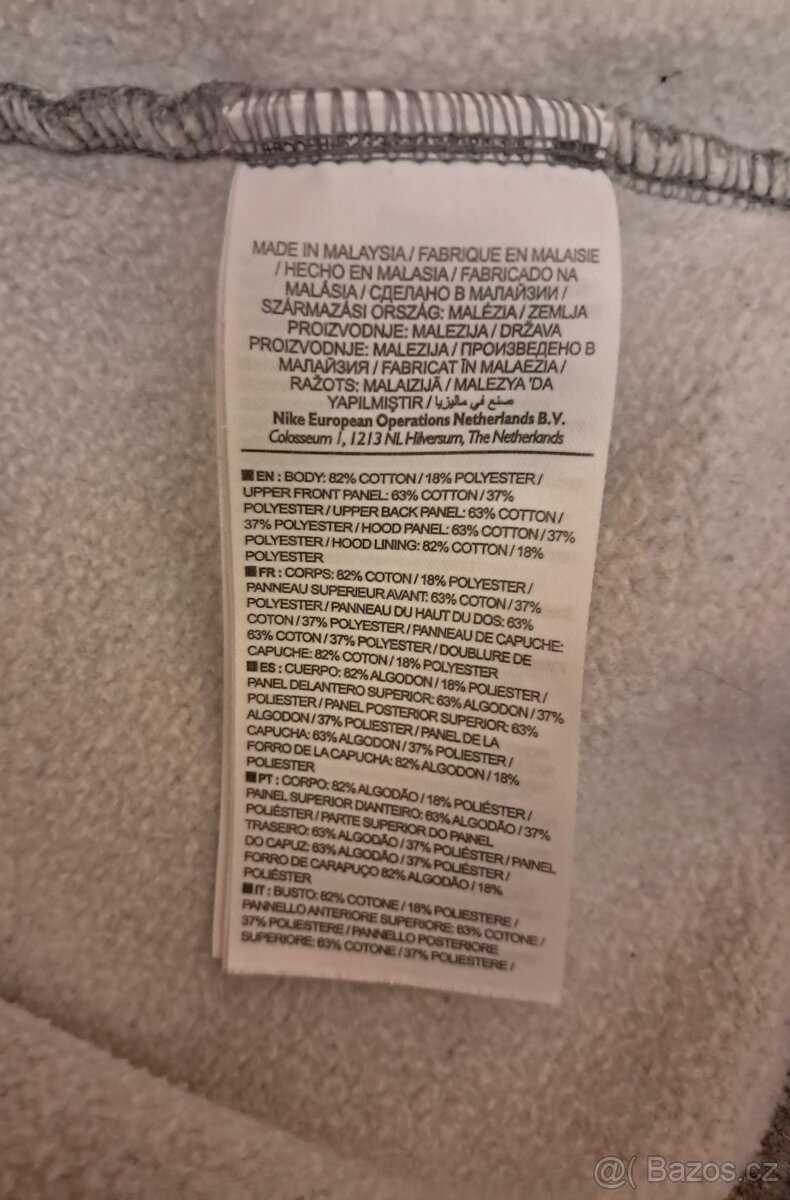 MADE IN MALAYSIA / FABRIQUE EN MALAISIE
/ HECHO EN MALASIA / FABRICADO NA
MALÁSIA / СДЕЛАНО В МАЛАЙЗИИ /
SZÁRMAZÁSI ORSZÁG: MALÉZIA / ZEMLJA
PROIZVODNJE: MALEZIJA / DRŽAVA
PROIZVODNJE: MALEZIJA / ПРОИЗВЕДЕНО В
МАЛАЙЗИЯ / FABRICAT ÎN MALAEZIA /
RAŽOTS: MALAIZIJĀ / MALEZYA 'DA
YAPILMIŞTIR / صنع في ماليزيا
Nike European Operations Netherlands B.V.
Colosseum 1, 1213 NL Hilversum, The Netherlands
EN : BODY: 82% COTTON / 18% POLYESTER /
UPPER FRONT PANEL: 63% COTTON / 37%
POLYESTER / UPPER BACK PANEL: 63% COTTON /
37% POLYESTER / HOOD PANEL: 63% COTTON / 37%
POLYESTER / HOOD LINING: 82% COTTON / 18%
POLYESTER
FR : CORPS: 82% COTON / 18% POLYESTER /
PANNEAU SUPERIEUR AVANT: 63% COTON / 37%
POLYESTER / PANNEAU DU HAUT DU DOS: 63%
COTON / 37% POLYESTER / PANNEAU DE CAPUCHE:
63% COTON / 37% POLYESTER / DOUBLURE DE
CAPUCHE: 82% COTON / 18% POLYESTER
ES : CUERPO: 82% ALGODON / 18% POLIESTER /
PANEL DELANTERO SUPERIOR: 63% ALGODON / 37%
POLIESTER / PANEL POSTERIOR SUPERIOR: 63%
ALGODON / 37% POLIESTER / PANEL DE LA
CAPUCHA: 63% ALGODON / 37% POLIESTER /
FORRO DE LA CAPUCHA: 82% ALGODON / 18%
POLIESTER
PT : CORPO: 82% ALGODÃO / 18% POLIÉSTER /
PAINEL SUPERIOR DIANTEIRO: 63% ALGODÃO / 37%
POLIÉSTER / PARTE SUPERIOR DO PAINEL
TRASEIRO: 63% ALGODÃO / 37% POLIÉSTER / PAINEL
DO CAPUZ: 63% ALGODÃO / 37% POLIÉSTER /
FORRO DE CARAPUÇO 82% ALGODÃO / 18%
POLIÉSTER
IT : BUSTO: 82% COTONE / 18% POLIESTERE /
PANNELLO ANTERIORE SUPERIORE: 63% COTONE /
37% POLIESTERE / PANNELLO POSTERIORE
SUPERIORE: 63% COTONE / 37% POLIESTERE /
@( Bazos.cz